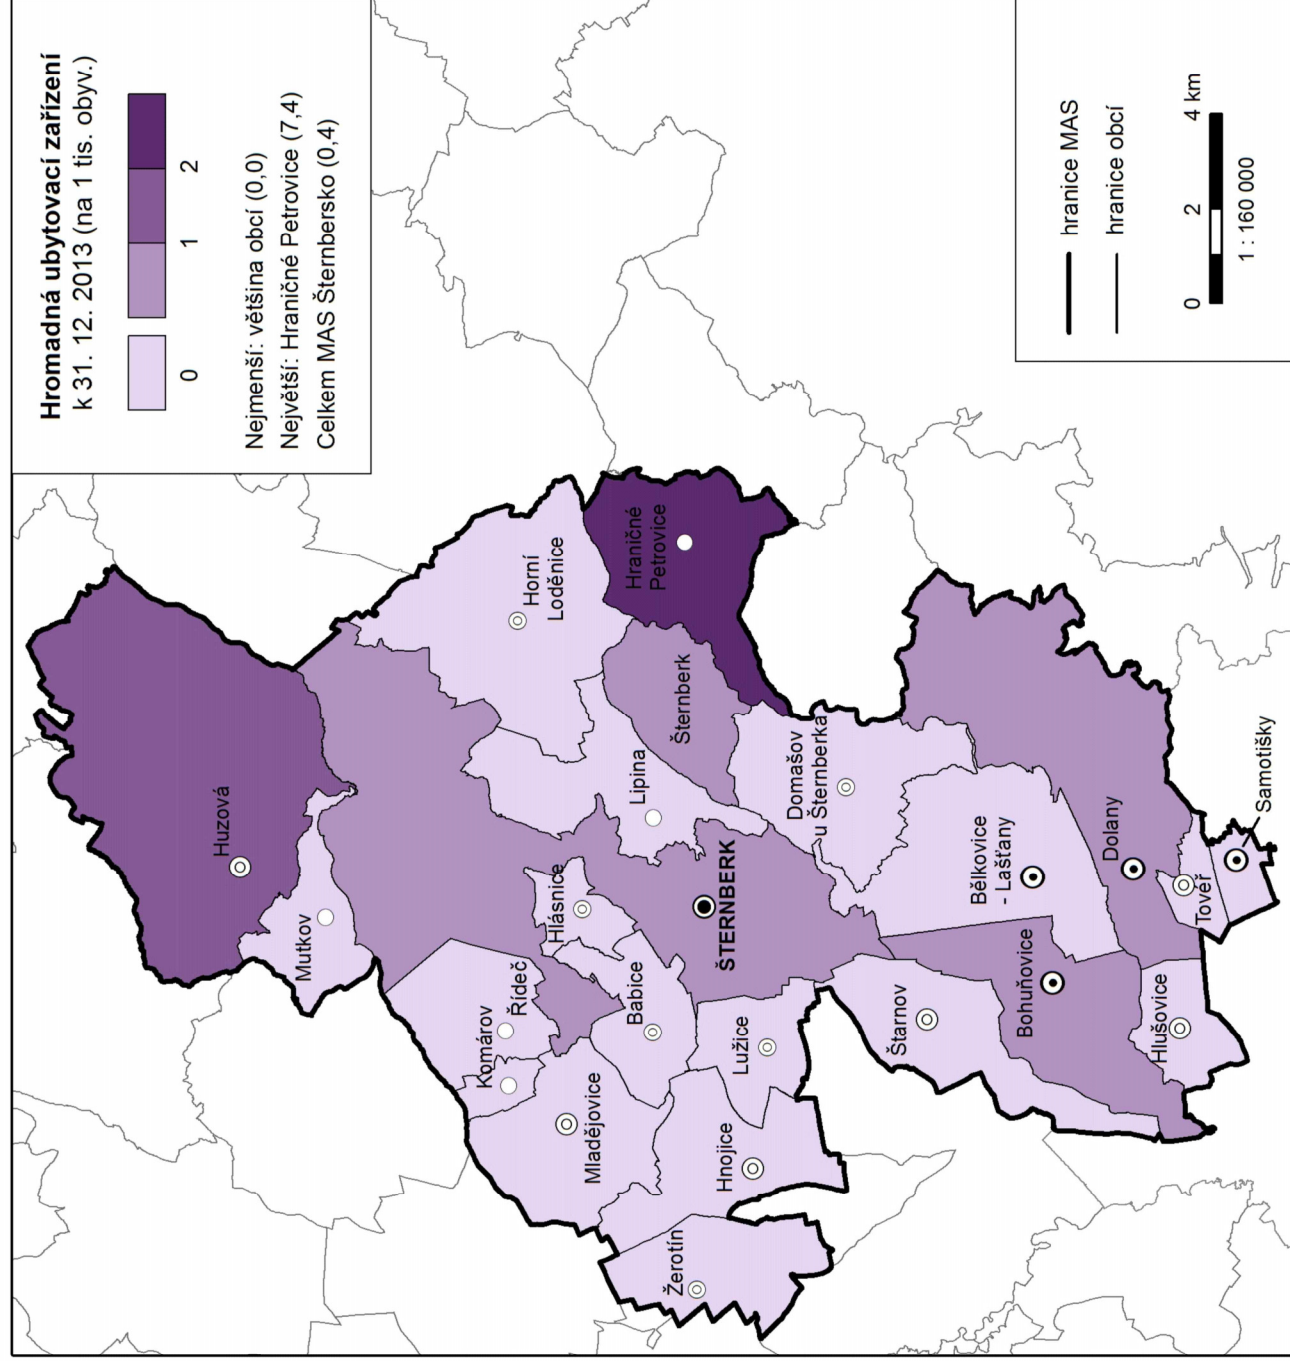 Hromadná ubytovací zařízení
k 31. 12. 2013 (na 1 tis. obyv.)
0
1
2
Nejmenší: většina obcí (0,0)
Největší: Hraničné Petrovice (7,4)
Celkem MAS Šternbersko (0,4)
Huzová
Mutkov
Horní
Loděnice
Hraničné
Petrovice
Řídeč
Komárov
Hlásnice
Lipina
Šternberk
Mladějovice
Babice
ŠTERNBERK
Domašov
u Šternberka
Žerotín
Hnojice
Lužice
Štarnov
Bělkovice
- Lašťany
Bohuňovice
Dolany
Hlušovice
Tovéř
Samotišky
hranice MAS
hranice obcí
0
2
4 km
1 : 160 000